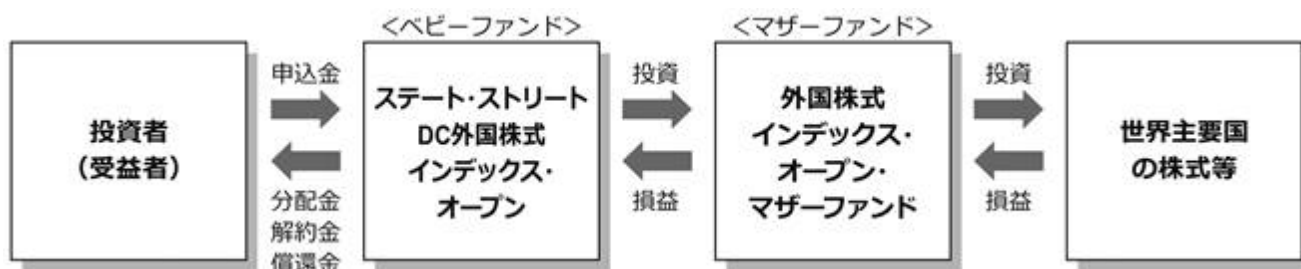 <ベビーファンド>
<マザーファンド>
投資者
(受益者)
申込金
分配金
解約金
償還金
ステート・ストリート
DC外国株式
インデックス・
オープン
投資
損益
外国株式
インデックス・
オープン・
マザーファンド
投資
損益
世界主要国
の株式等